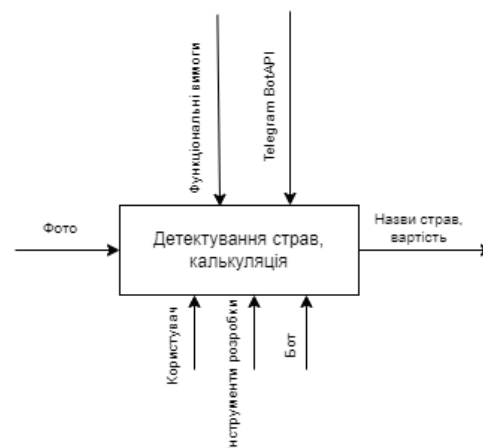 Функціональні вимоги
Telegram BotAPI
Фото
Детектування страв,
калькуляція
Назви страв,
вартість
Користувач
нструменти розробки
Бот